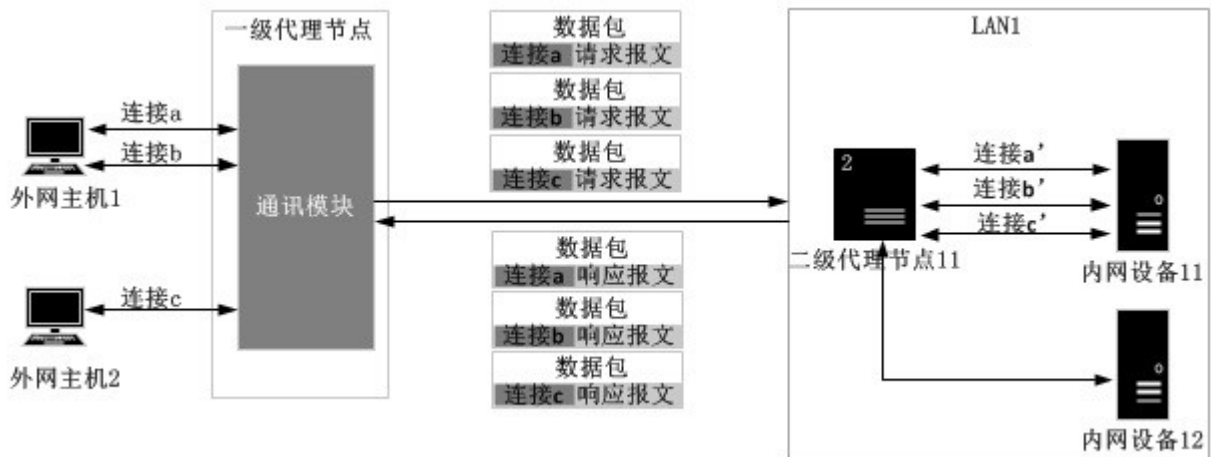 一级代理节点
连接a
连接b
外网主机1
通讯模块
连接c
外网主机2
数据包
连接a 请求报文
数据包
连接b 请求报文
数据包
连接c 请求报文
数据包
连接a 响应报文
数据包
连接b 响应报文
数据包
连接c 响应报文
LAN1
2
二级代理节点11
连接a’
连接b’
连接c’
内网设备11
内网设备12